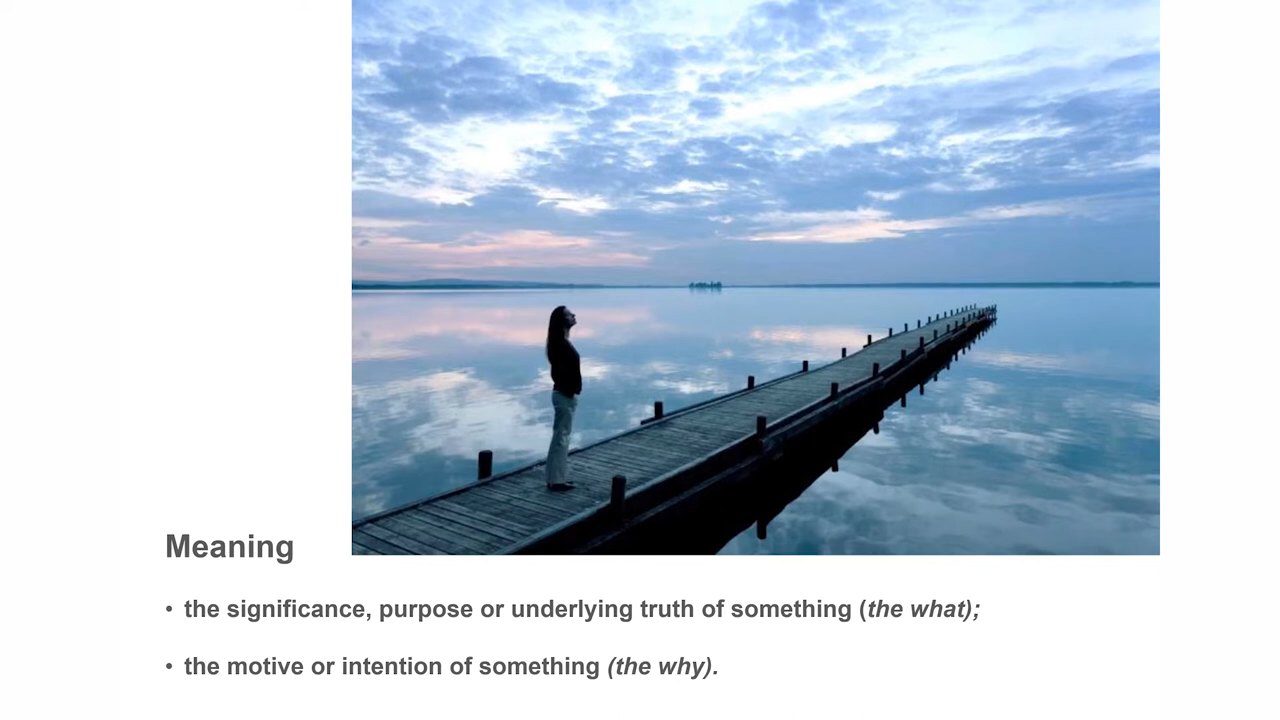 Meaning
• the significance, purpose or underlying truth of something (the what);
• the motive or intention of something (the why).